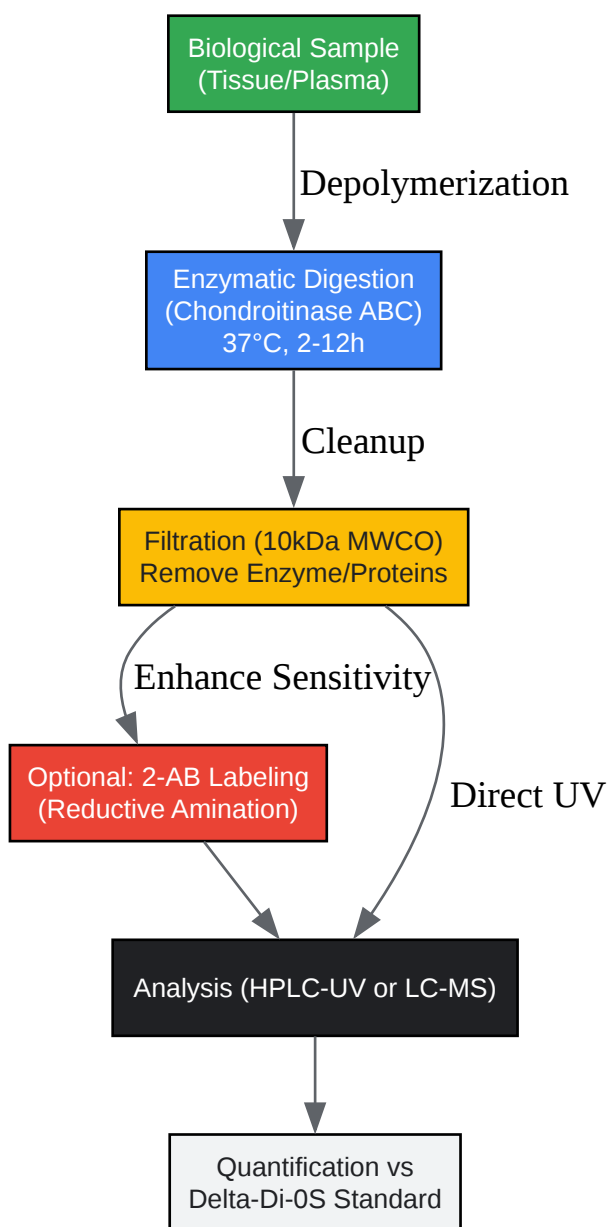 Biological Sample
(Tissue/Plasma)
Depolymerization
Enzymatic Digestion
(Chondroitinase ABC)
37°C, 2-12h
Cleanup
Filtration (10kDa MWCO)
Remove Enzyme/Proteins
Enhance Sensitivity
Optional: 2-AB Labeling
(Reductive Amination)
Direct UV
Analysis (HPLC-UV or LC-MS)
Quantification vs
Delta-Di-0S Standard